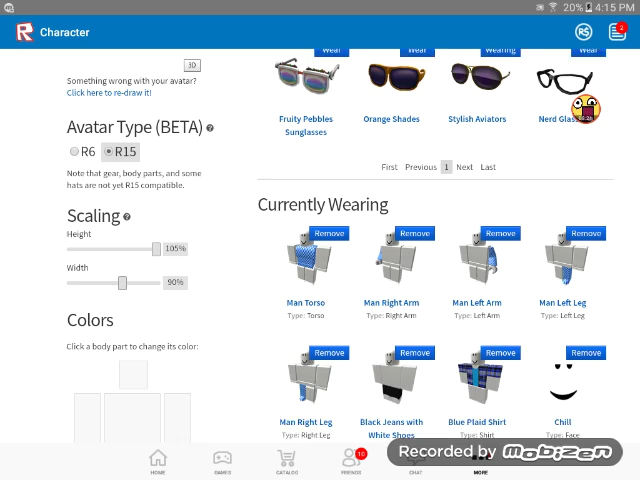 20% 4:15 PM
Character
R$
2
3D
Something wrong with your avatar?
Click here to re-draw it!
Avatar Type (BETA) ?
R6 R15
Note that gear, body parts, and some
hats are not yet R15 compatible.
Scaling ?
Height
105%
Width
90%
Colors
Click a body part to change its color:
Wear Wear Wearing Wear
Fruity Pebbles
Sunglasses
Orange Shades
Stylish Aviators
First Previous 1 Next Last
Currently Wearing
Remove Remove Remove Remove
Man Torso
Type: Torso
Man Right Arm
Type: Right Arm
Man Left Arm
Type: Left Arm
Man Left Leg
Type: Left Leg
Remove Remove Remove Remove
Man Right Leg
Type: Right Leg
Black Jeans with
White Shoes
Blue Plaid Shirt
Type: Shirt
Chill
Type: Face
HOME
GAMES
CATALOG
10
FRIENDS
CHAT
MORE
Recorded by Mobizen